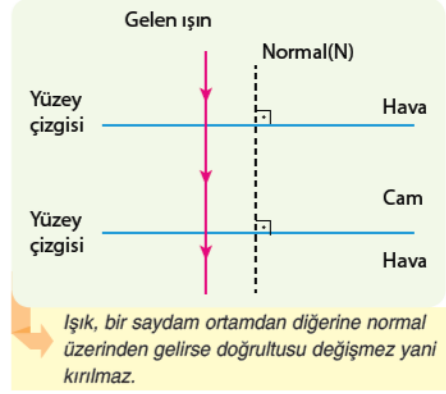 Gelen ışın
Normal(N)
Yüzey
çizgisi
Hava
Cam
Yüzey
çizgisi
Hava
Işık, bir saydam ortamdan diğerine normal
üzerinden gelirse doğrultusu değişmez yani
kırılmaz.